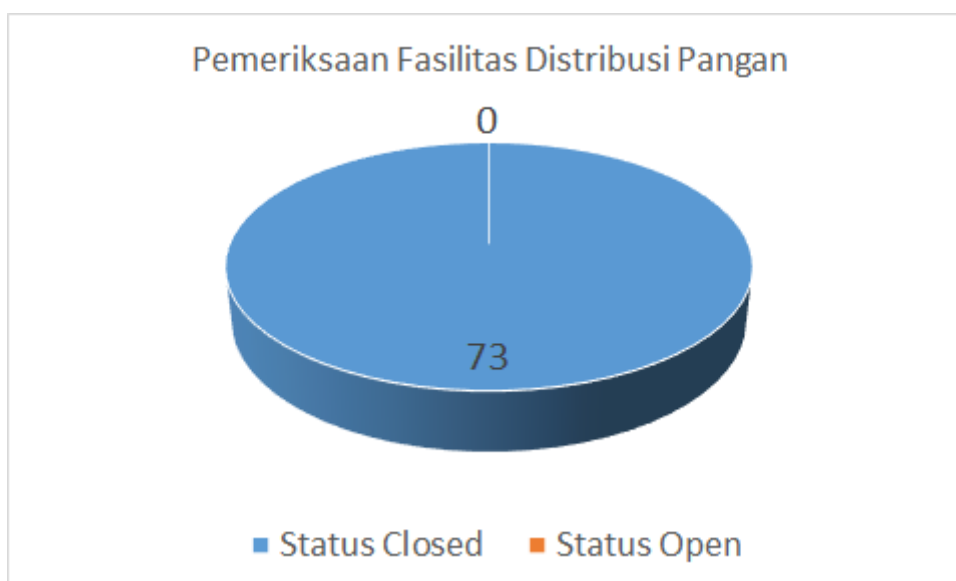 Pemeriksaan Fasilitas Distribusi Pangan
0
73
Status Closed
Status Open